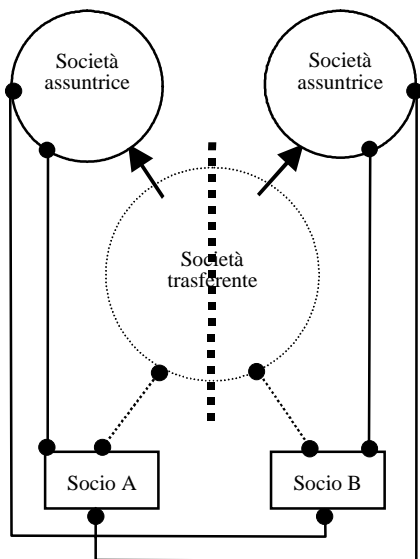 Società
assuntrice
Società
assuntrice
Società
trasferente
Socio A
Socio B